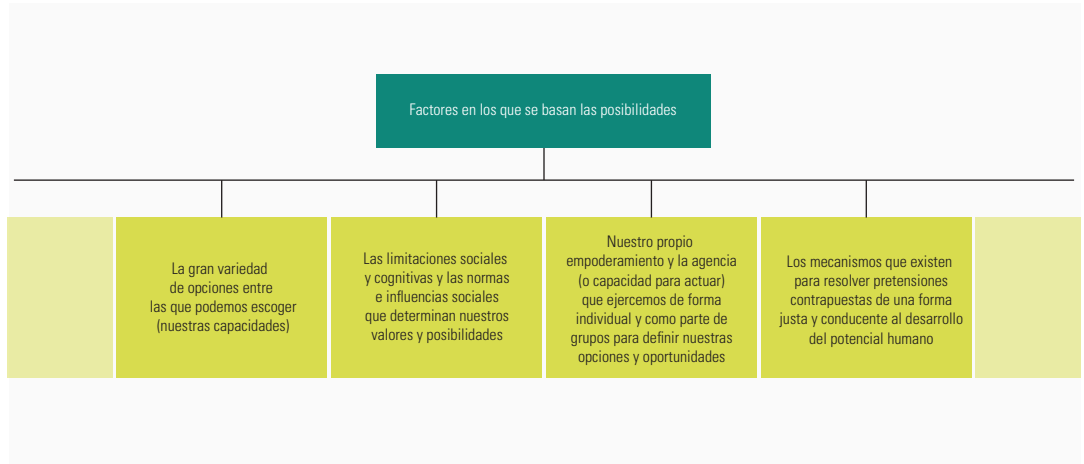 Factores en los que se basan las posibilidades
La gran variedad
de opciones entre
las que podemos escoger
(nuestras capacidades)
Las limitaciones sociales
y cognitivas y las normas
e influencias sociales
que determinan nuestros
valores y posibilidades
Nuestro propio
empoderamiento y la agencia
(o capacidad para actuar)
que ejercemos de forma
individual y como parte de
grupos para definir nuestras
opciones y oportunidades
Los mecanismos que existen
para resolver pretensiones
contrapuestas de una forma
justa y conducente al desarrollo
del potencial humano